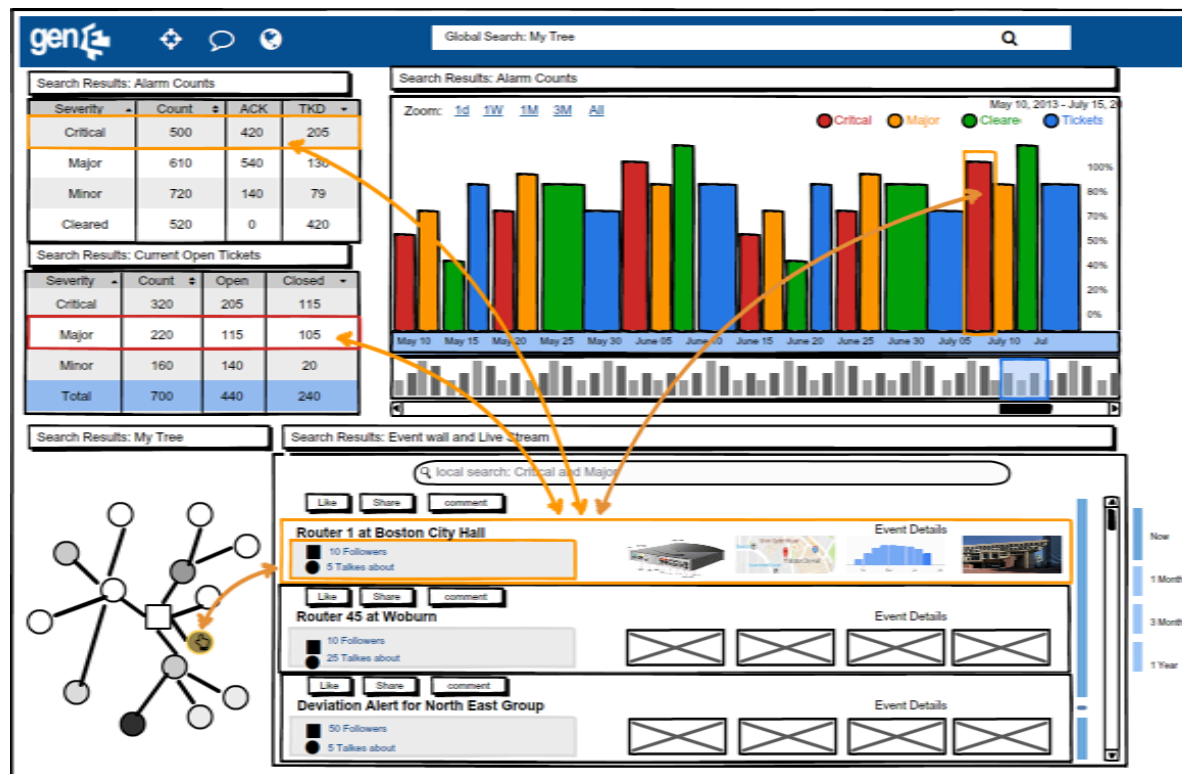 gen
Global Search: My Tree
Search Results: Alarm Counts
Severity Count ACK TKD
Critical 500 420 205
Major 610 540 130
Minor 720 140 79
Cleared 520 0 420
Search Results: Current Open Tickets
Severity Count Open Closed
Critical 320 205 115
Major 220 115 105
Minor 160 140 20
Total 700 440 240
Search Results: Alarm Counts
Zoom: 1d 1W 1M 3M All
May 10, 2013 - July 15, 20
Critcal Major Cleare Tickets
100%
80%
70%
50%
40%
20%
0%
May 10 May 15 May 20 May 25 May 30 June 05 June 10 June 15 June 20 June 25 June 30 July 05 July 10 Jul
Search Results: My Tree
Search Results: Event wall and Live Stream
local search: Critical and Major
Like Share comment
Router 1 at Boston City Hall
Event Details
10 Followers
5 Talkes about
Like Share comment
Router 45 at Woburn
Event Details
10 Followers
25 Talkes about
Like Share comment
Deviation Alert for North East Group
Event Details
50 Followers
5 Talkes about
Now
1 Month
3 Month
1 Year